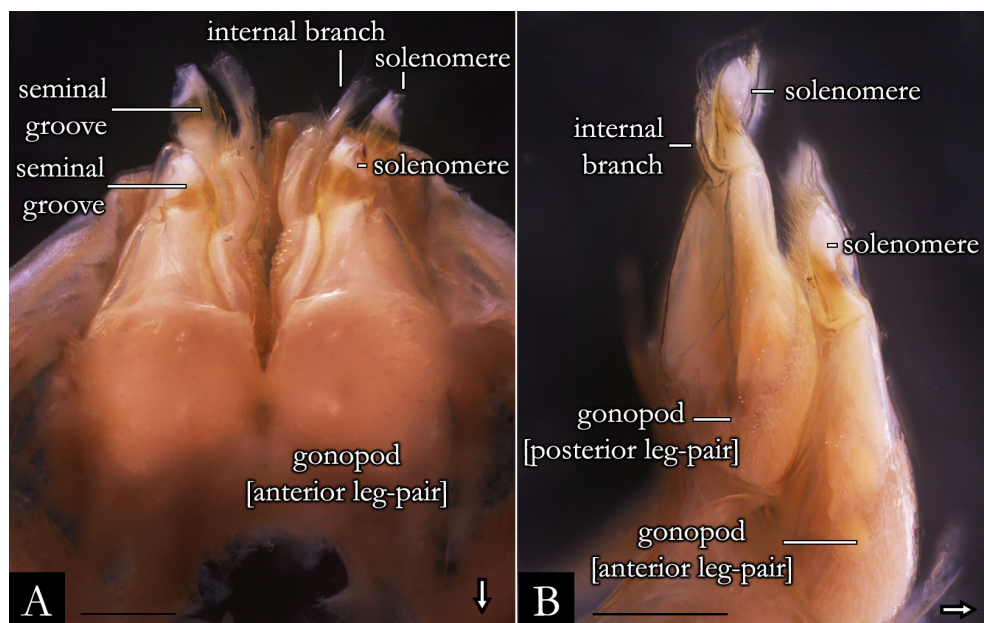 internal branch
solenomere
seminal
groove
seminal
groove
solenomere
gonopod
[anterior leg-pair]
A
solenomere
internal
branch
solenomere
gonopod
[posterior leg-pair]
gonopod
[anterior leg-pair]
B